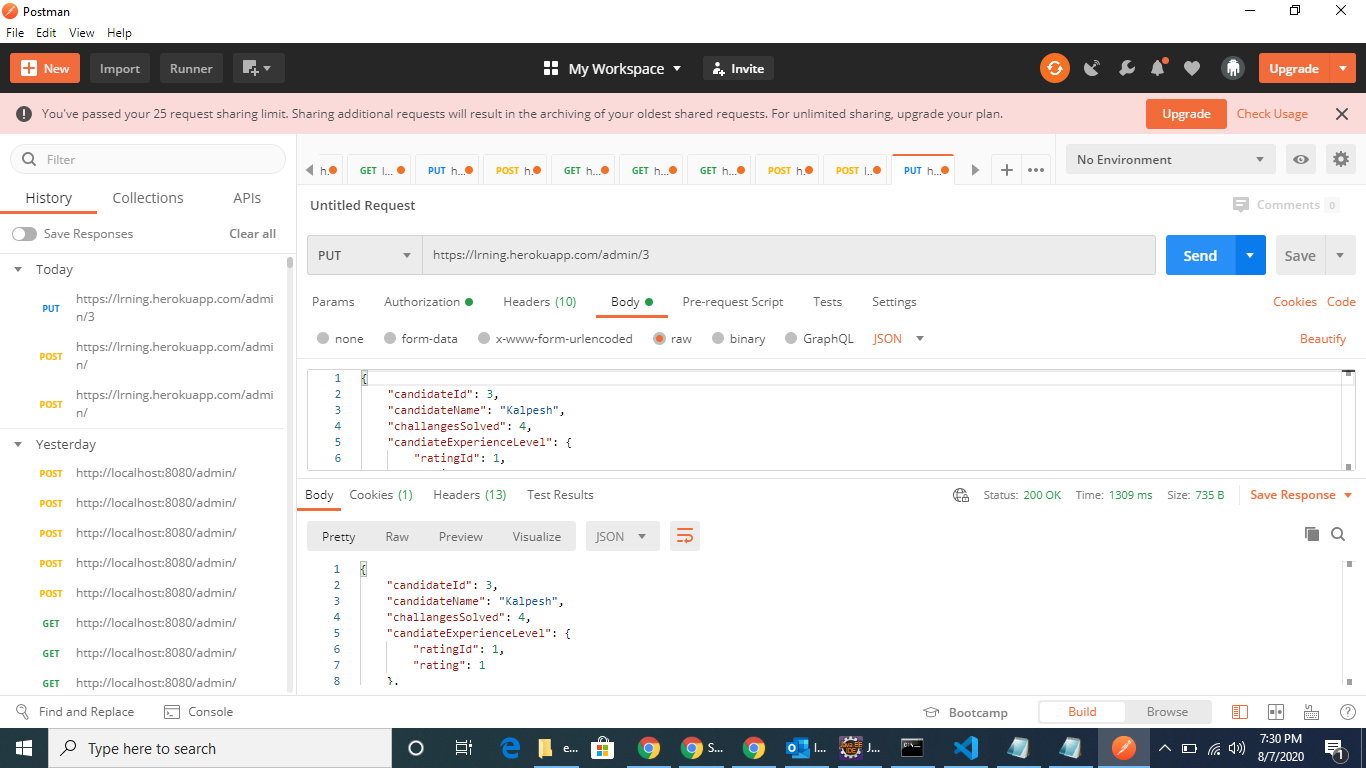 Postman
File Edit View Help
New Import Runner My Workspace Invite Upgrade
You've passed your 25 request sharing limit. Sharing additional requests will result in the archiving of your oldest shared requests. For unlimited sharing, upgrade your plan. Upgrade Check Usage
Filter
History Collections APIs
Save Responses Clear all
Today
PUT https://lrning.herokuapp.com/admi
n/3
POST https://lrning.herokuapp.com/admi
n/
POST https://lrning.herokuapp.com/admi
n/
Yesterday
POST http://localhost:8080/admin/
POST http://localhost:8080/admin/
POST http://localhost:8080/admin/
POST http://localhost:8080/admin/
POST http://localhost:8080/admin/
GET http://localhost:8080/admin/
GET http://localhost:8080/admin/
GET http://localhost:8080/admin/
h. GET l... PUT h... POST h. GET h... GET h... GET h... POST h. POST l.. PUT h...
No Environment
Untitled Request
Comments 0
PUT https://lrning.herokuapp.com/admin/3 Send Save
Params Authorization Headers (10) Body Pre-request Script Tests Settings Cookies Code
none form-data x-www-form-urlencoded raw binary GraphQL JSON Beautify
1 {
2 "candidateId": 3,
3 "candidateName": "Kalpesh",
4 "challangesSolved": 4,
5 "candiateExperienceLevel": {
6 "ratingId": 1,
Body Cookies (1) Headers (13) Test Results Status: 200 OK Time: 1309 ms Size: 735 B Save Response
Pretty Raw Preview Visualize JSON
1 {
2 "candidateId": 3,
3 "candidateName": "Kalpesh",
4 "challangesSolved": 4,
5 "candiateExperienceLevel": {
6 "ratingId": 1,
7 "rating": 1
8 },
Find and Replace Console Bootcamp Build Browse
Type here to search
e... S... I... J...
7:30 PM
8/7/2020
1